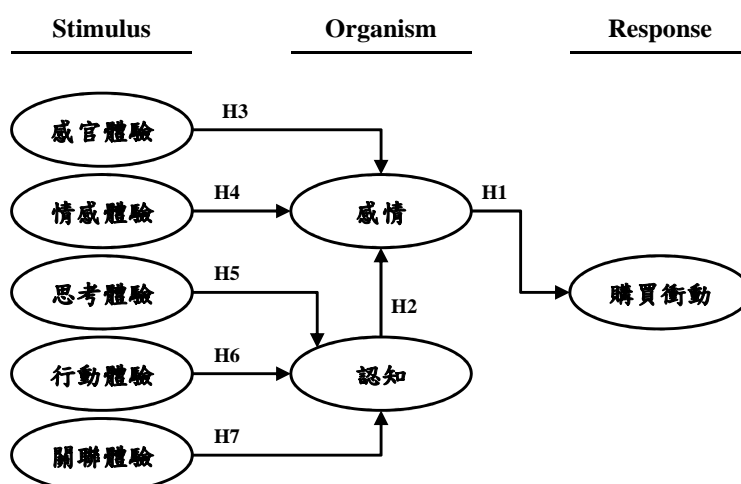 Stimulus
Organism
Response
感官體驗
H3
情感體驗
H4
感情
H1
思考體驗
H5
H2
購買衝動
行動體驗
H6
認知
關聯體驗
H7